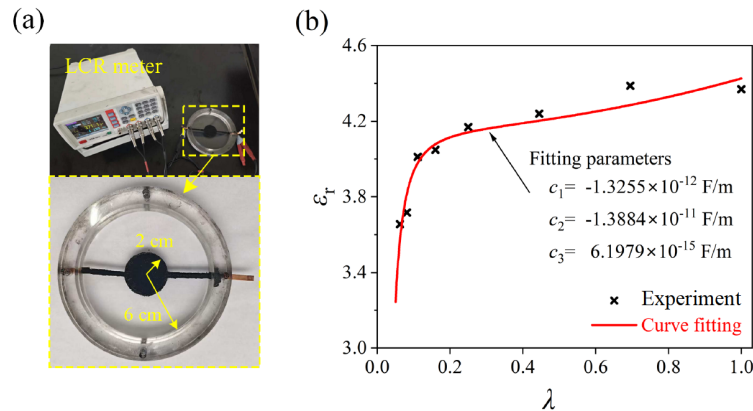 (a)
LCR meter
2 cm
6 cm
(b)
εr
4.6
4.2
3.8
3.4
3.0
Fitting parameters
c1= -1.3255×10-12 F/m
c2= -1.3884×10-11 F/m
c3= 6.1979×10-15 F/m
Experiment
Curve fitting
0.0 0.2 0.4 0.6 0.8 1.0
λ